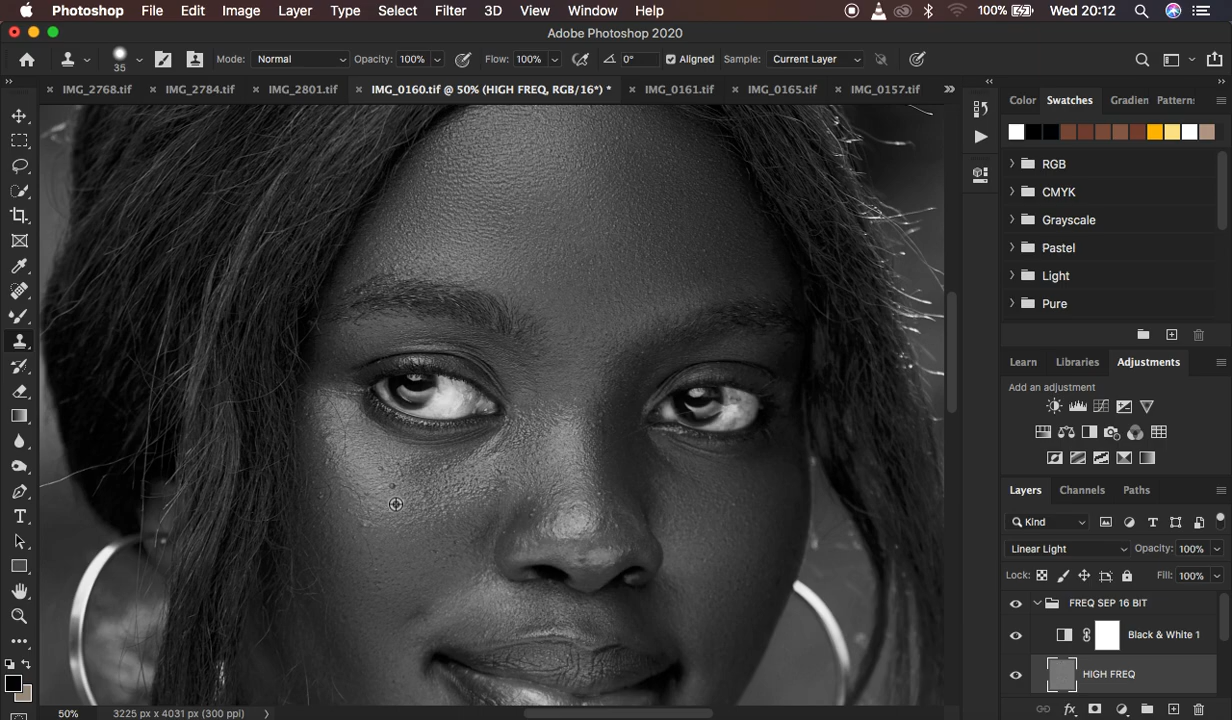 Photoshop File Edit Image Layer Type Select Filter 3D View Window Help 100% Wed 20:12
Adobe Photoshop 2020
35 Mode: Normal Opacity: 100% Flow: 100% 0° Aligned Sample: Current Layer
IMG_2768.tif IMG_2784.tif IMG_2801.tif IMG_0160.tif @ 50% (HIGH FREQ, RGB/16*) * IMG_0161.tif IMG_0165.tif IMG_0157.tif
Color Swatches Gradien Pattern
RGB
CMYK
Grayscale
Pastel
Light
Pure
Learn Libraries Adjustments
Add an adjustment
Layers Channels Paths
Kind
Linear Light Opacity: 100%
Lock: Fill: 100%
FREQ SEP 16 BIT
Black & White 1
HIGH FREQ
50% 3225 px x 4031 px (300 ppi)